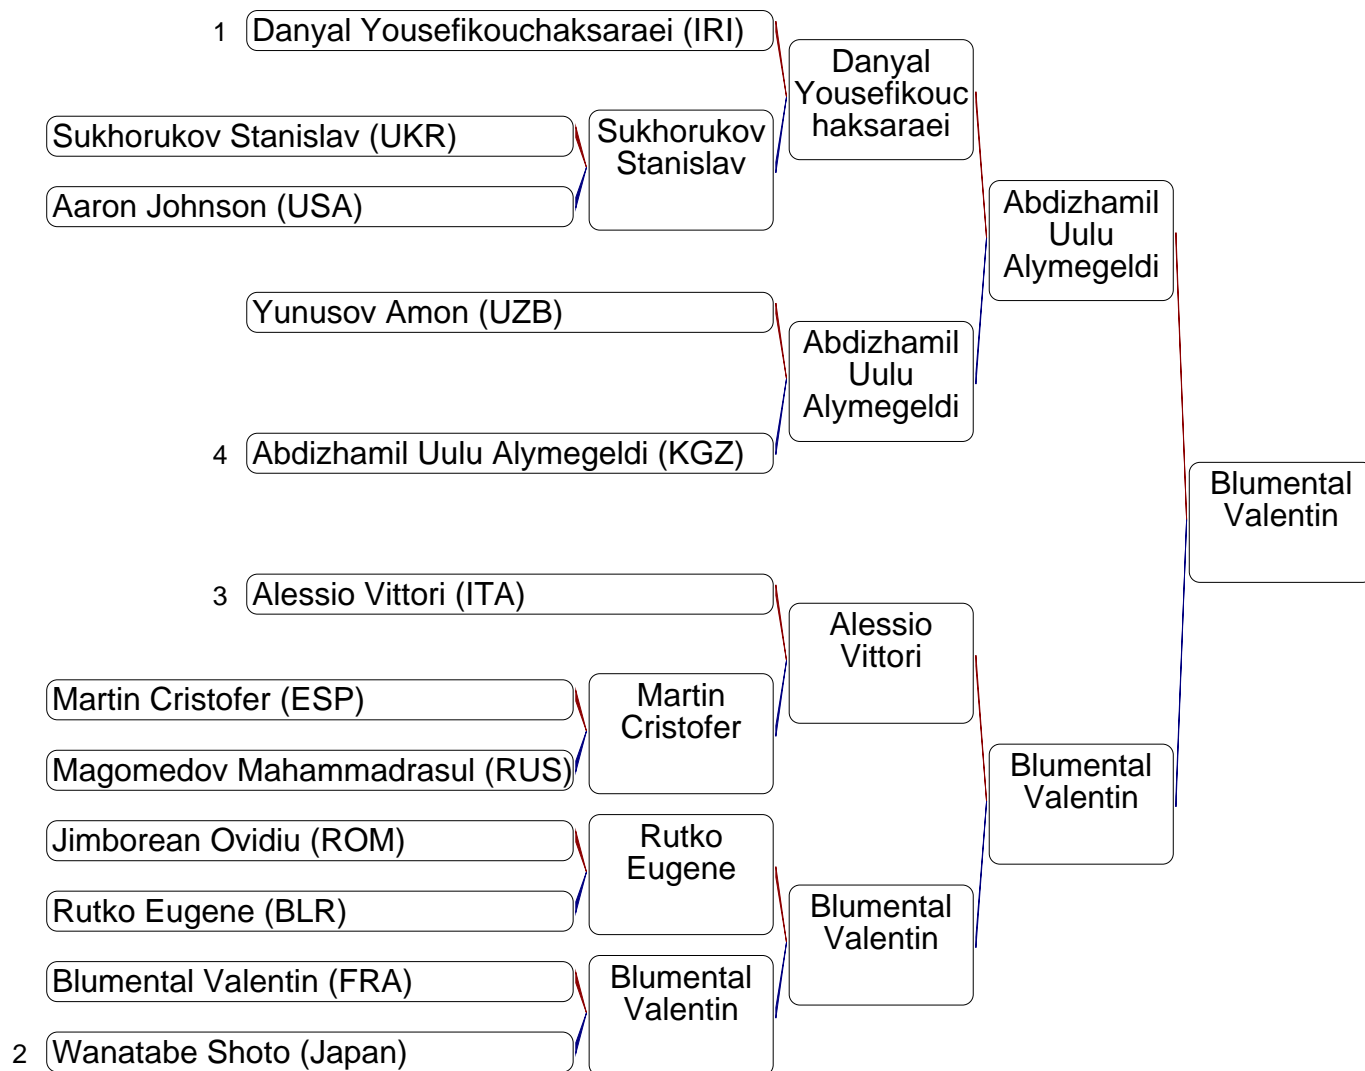 1 Danyal Yousefikouchaksaraei (IRI)
Danyal
Yousefikouc
haksaraei
Sukhorukov Stanislav (UKR)
Sukhorukov
Stanislav
Aaron Johnson (USA)
Abdizhamil
Uulu
Alymegeldi
Yunusov Amon (UZB)
Abdizhamil
Uulu
Alymegeldi
4 Abdizhamil Uulu Alymegeldi (KGZ)
Blumental
Valentin
3 Alessio Vittori (ITA)
Alessio
Vittori
Martin Cristofer (ESP)
Martin
Cristofer
Magomedov Mahammadrasul (RUS)
Blumental
Valentin
Jimborean Ovidiu (ROM)
Rutko
Eugene
Rutko Eugene (BLR)
Blumental
Valentin
Blumental Valentin (FRA)
Blumental
Valentin
2 Wanatabe Shoto (Japan)